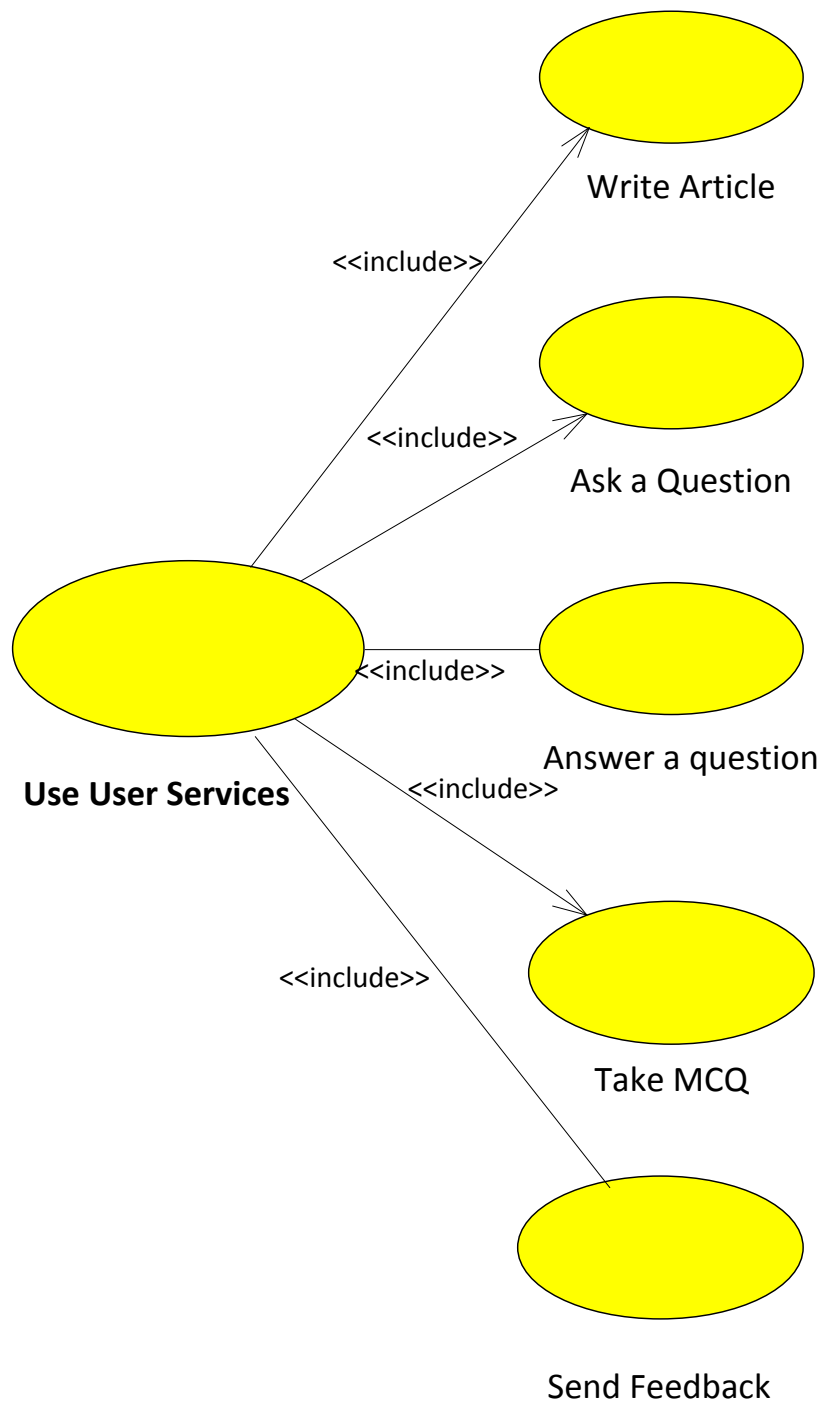 Write Article
<<include>>
<<include>>
Ask a Question
<<include>>
Answer a question
Use User Services
<<include>>
<<include>>
Take MCQ
Send Feedback